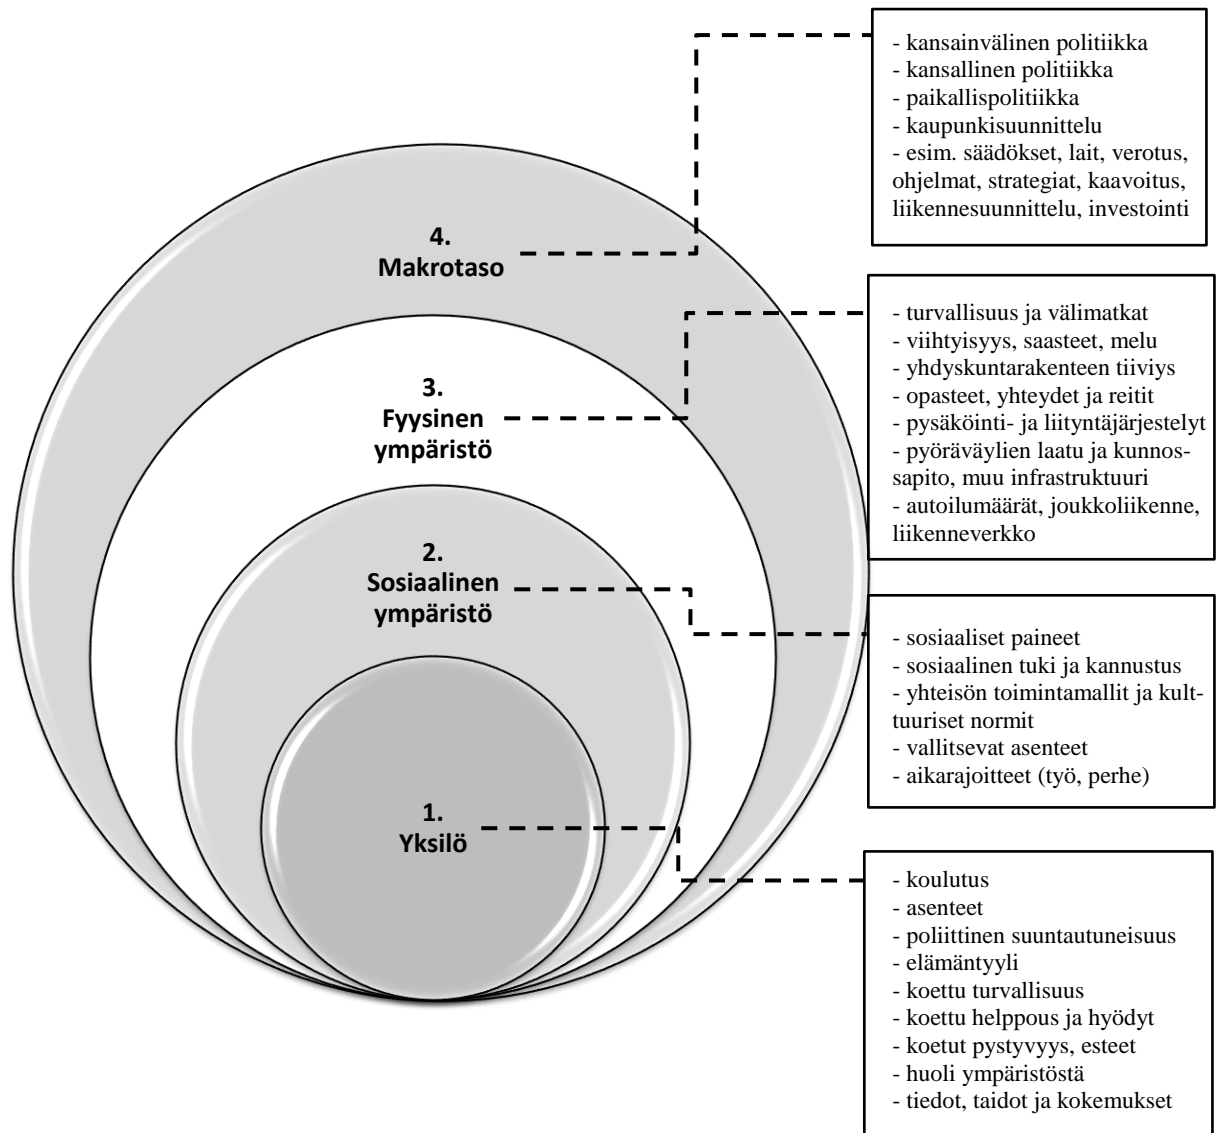 4.
Makrotaso
- kansainvälinen politiikka
- kansallinen politiikka
- paikallispolitiikka
- kaupunkisuunnittelu
- esim. säädökset, lait, verotus,
ohjelmat, strategiat, kaavoitus,
liikennesuunnittelu, investointi
3.
Fyysinen
ympäristö
- turvallisuus ja välimatkat
- viihtyisyys, saasteet, melu
- yhdyskuntarakenteen tiiviys
- opasteet, yhteydet ja reitit
- pysäköinti- ja liityntäjärjestelyt
- pyöräväylien laatu ja kunnos-
sapito, muu infrastruktuuri
- autoilumäärät, joukkoliikenne,
liikenneverkko
2.
Sosiaalinen
ympäristö
- sosiaaliset paineet
- sosiaalinen tuki ja kannustus
- yhteisön toimintamallit ja kult-
tuuriset normit
- vallitsevat asenteet
- aikarajoitteet (työ, perhe)
1.
Yksilö
- koulutus
- asenteet
- poliittinen suuntautuneisuus
- elämäntyyli
- koettu turvallisuus
- koettu helppous ja hyödyt
- koetut pystyvyys, esteet
- huoli ympäristöstä
- tiedot, taidot ja kokemukset